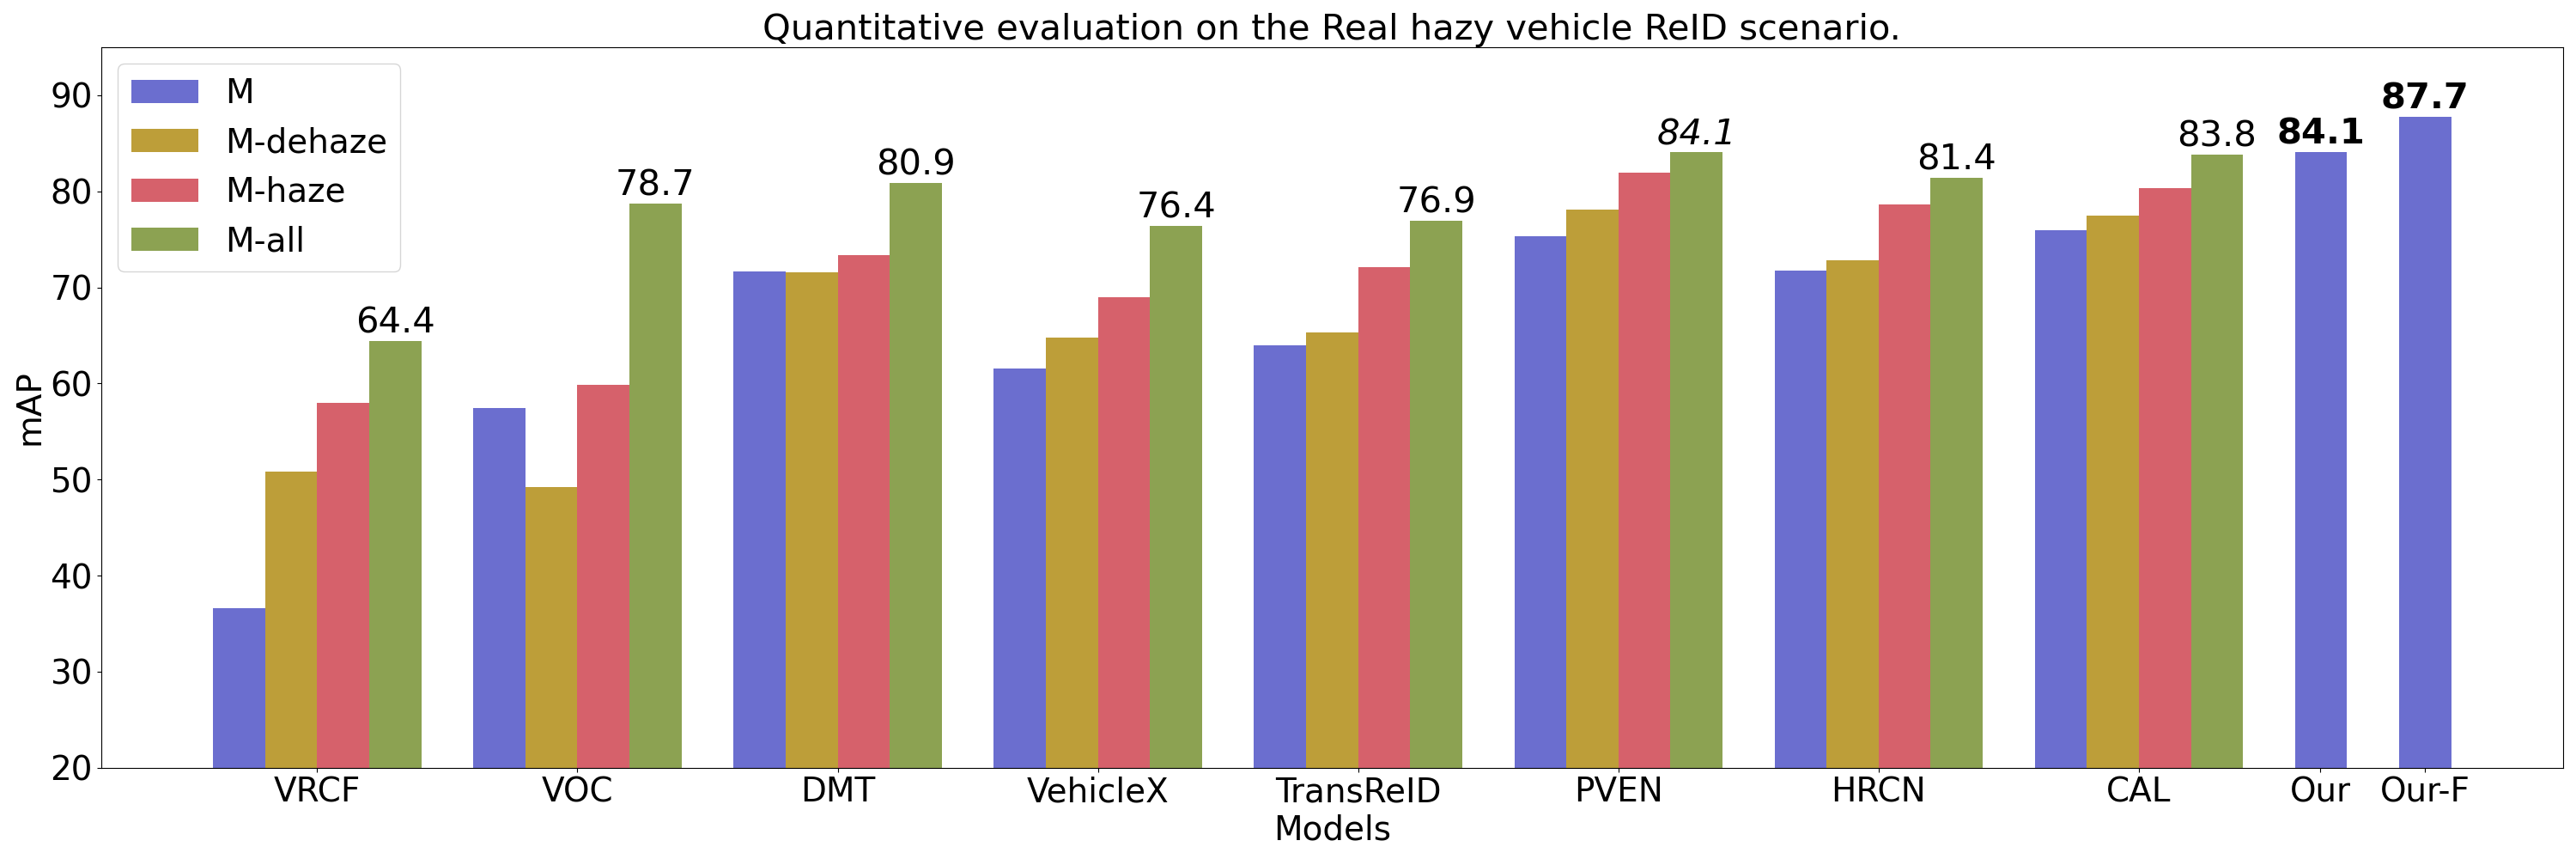 Quantitative evaluation on the Real hazy vehicle ReID scenario.
M
M-dehaze
M-haze
M-all
90
80
70
60
50
40
30
20
mAP
64.4
78.7
80.9
76.4
76.9
84.1
81.4
83.8
84.1
87.7
VRCF
VOC
DMT
VehicleX
TransReID
PVEN
HRCN
CAL
Our
Our-F
Models